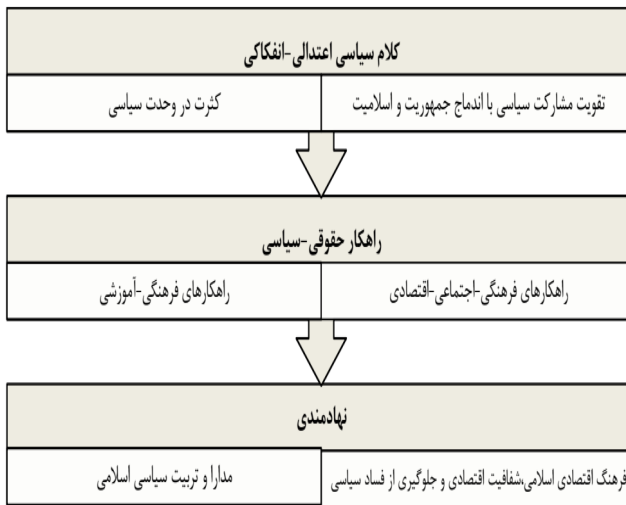 کلام سیاسی اعتدالی-انفکاکی
تقویت مشارکت سیاسی با اندماج جمهوریت و اسلامیت
کثرت در وحدت سیاسی
راهکار حقوقی-سیاسی
راهکارهای فرهنگی-اجتماعی-اقتصادی
راهکارهای فرهنگی-آموزشی
نهادمندی
فرهنگ اقتصادی اسلامی،شفافیت اقتصادی و جلوگیری از فساد سیاسی
مدارا و تربیت سیاسی اسلامی